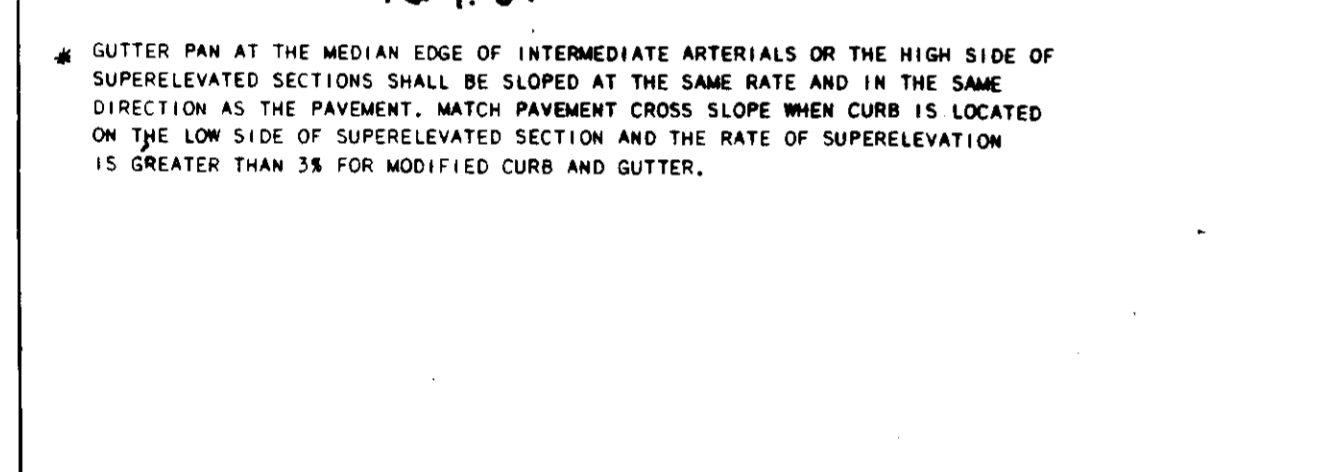 * GUTTER PAN AT THE MEDIAN EDGE OF INTERMEDIATE ARTERIALS OR THE HIGH SIDE OF
SUPERELEVATED SECTIONS SHALL BE SLOPED AT THE SAME RATE AND IN THE SAME
DIRECTION AS THE PAVEMENT. MATCH PAVEMENT CROSS SLOPE WHEN CURB IS LOCATED
ON THE LOW SIDE OF SUPERELEVATED SECTION AND THE RATE OF SUPERELEVATION
IS GREATER THAN 3% FOR MODIFIED CURB AND GUTTER.